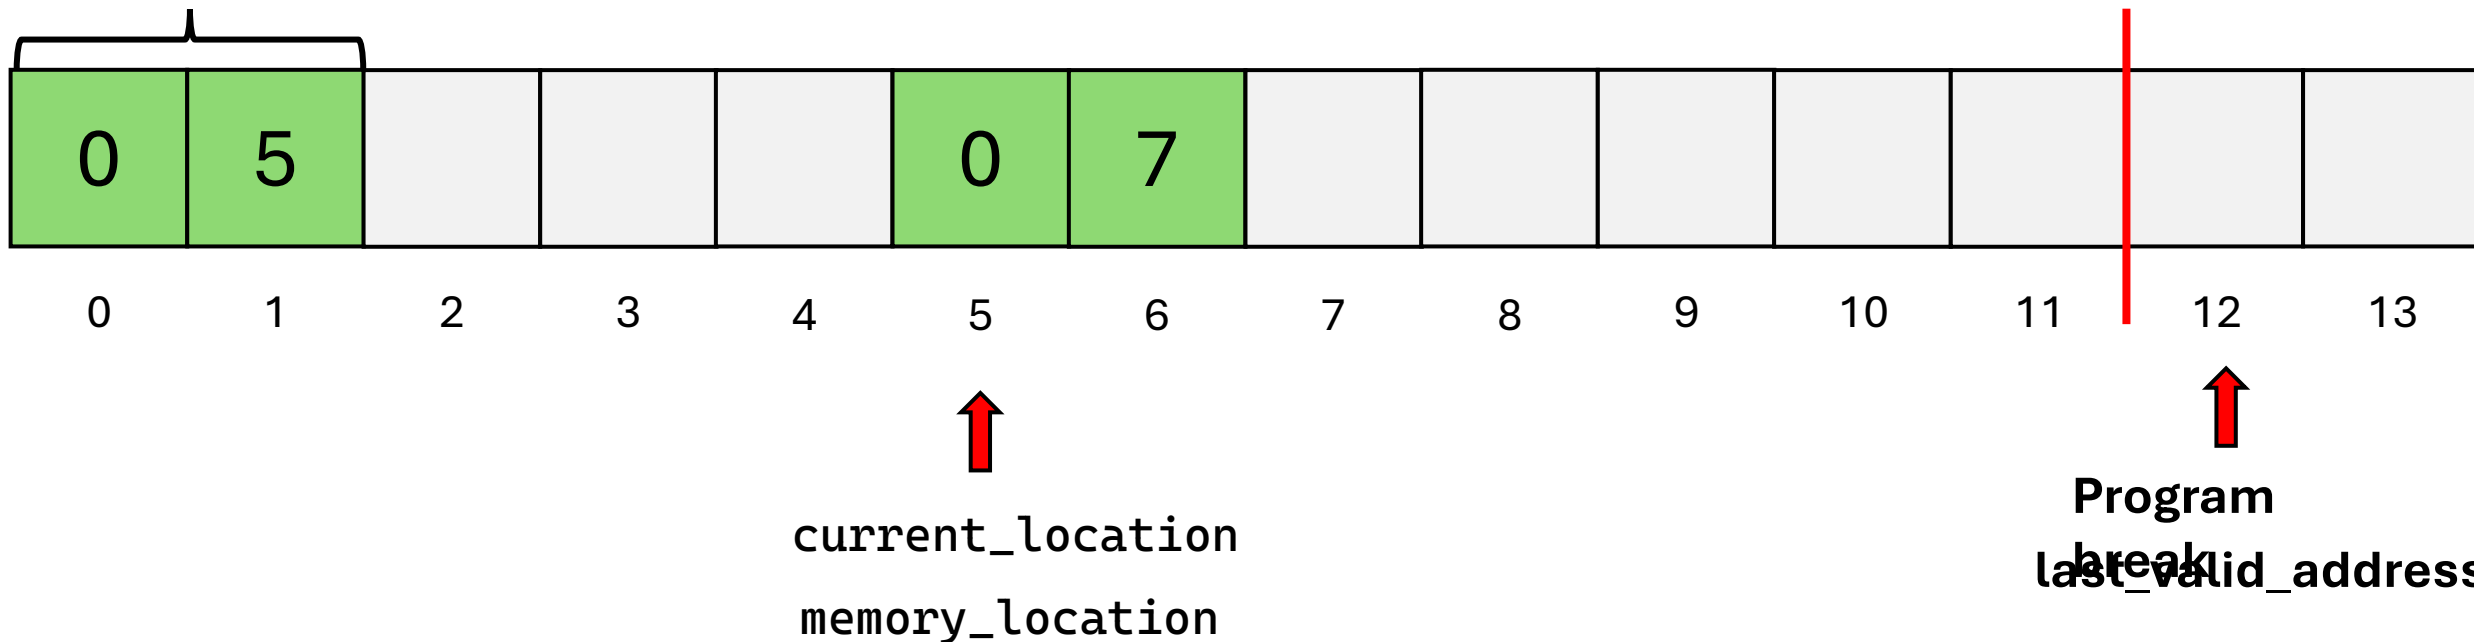 0 5 0 7
0 1 2 3 4 5 6 7 8 9 10 11 12 13
Program
current_location
break
last_valid_address
memory_location